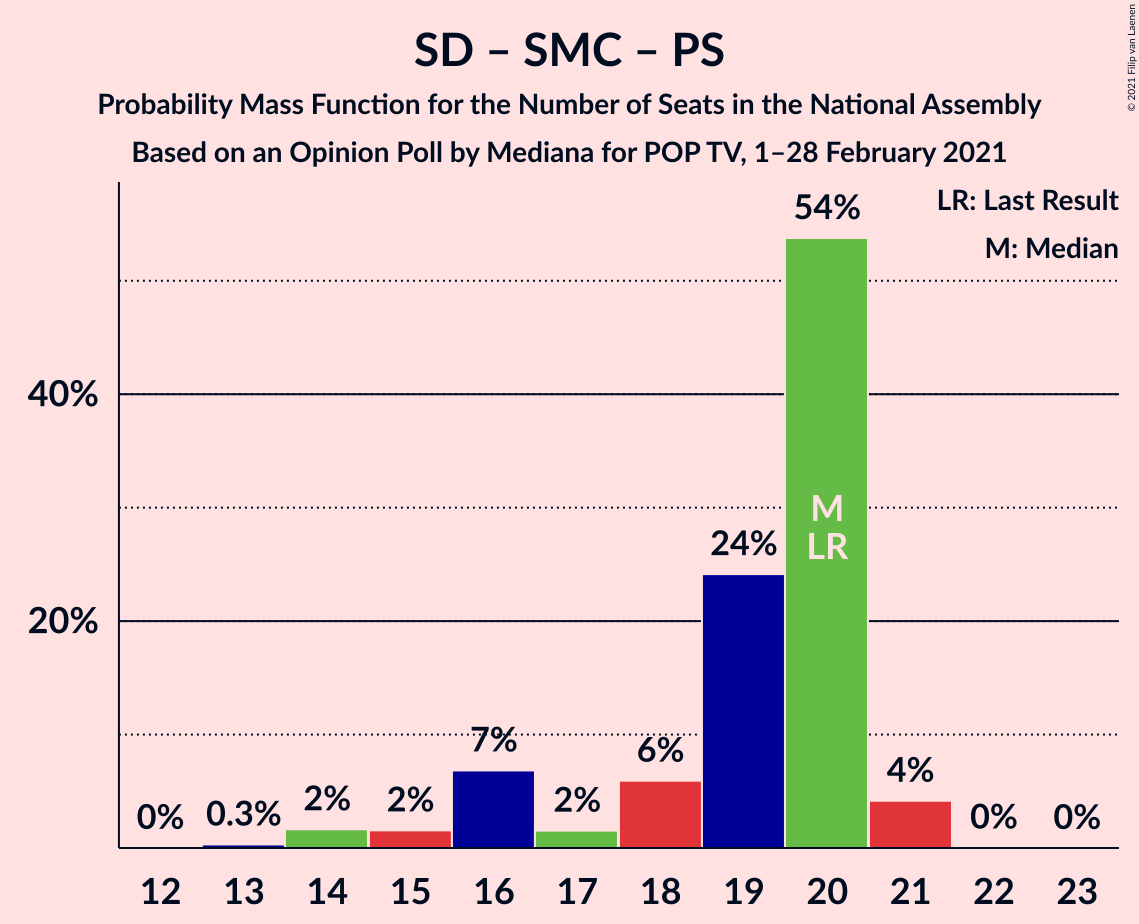 SD – SMC – PS
Probability Mass Function for the Number of Seats in the National Assembly
Based on an Opinion Poll by Mediana for POP TV, 1–28 February 2021
© 2021 Filip van Laenen
LR: Last Result
M: Median
40%
20%
0%
0.3%
2%
2%
7%
2%
6%
24%
54%
M
LR
4%
0%
0%
12 13 14 15 16 17 18 19 20 21 22 23